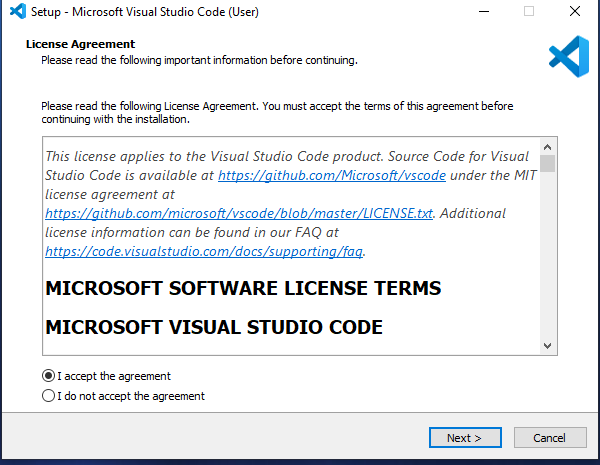 Setup - Microsoft Visual Studio Code (User)
License Agreement
Please read the following important information before continuing.
Please read the following License Agreement. You must accept the terms of this agreement before
continuing with the installation.
This license applies to the Visual Studio Code product. Source Code for Visual
Studio Code is available at https://github.com/Microsoft/vscode under the MIT
license agreement at
https://github.com/microsoft/vscode/blob/master/LICENSE.txt. Additional
license information can be found in our FAQ at
https://code.visualstudio.com/docs/supporting/faq.
MICROSOFT SOFTWARE LICENSE TERMS
MICROSOFT VISUAL STUDIO CODE
I accept the agreement
I do not accept the agreement
Next >
Cancel